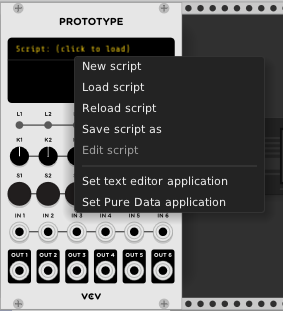 PROTOTYPE
Script: (click to load)
New script
Load script
Reload script
Save script as
Edit script
Set text editor application
Set Pure Data application
L1 L2
K1 K2
S1 S2
IN 1 IN 2 IN 3 IN 4 IN 5 IN 6
OUT 1 OUT 2 OUT 3 OUT 4 OUT 5 OUT 6
VCV